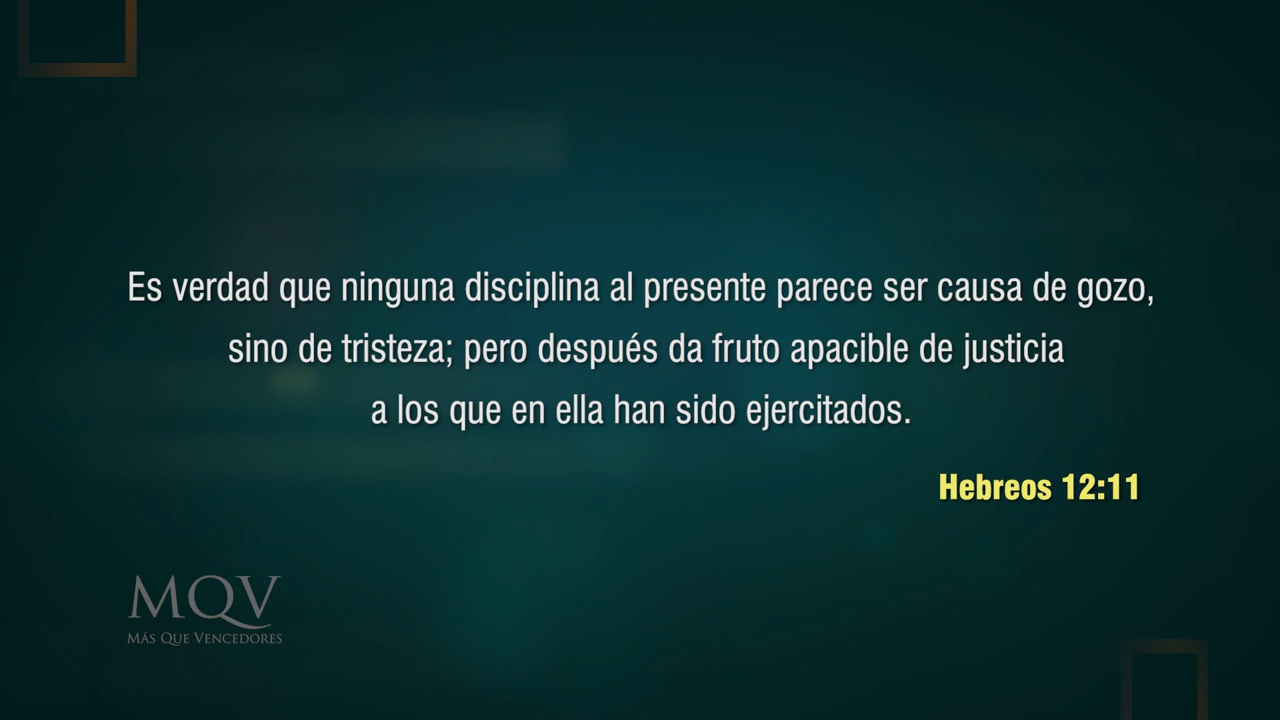 Es verdad que ninguna disciplina al presente parece ser causa de gozo,
sino de tristeza; pero después da fruto apacible de justicia
a los que en ella han sido ejercitados.
Hebreos 12:11
MQV
Más Que Vencedores